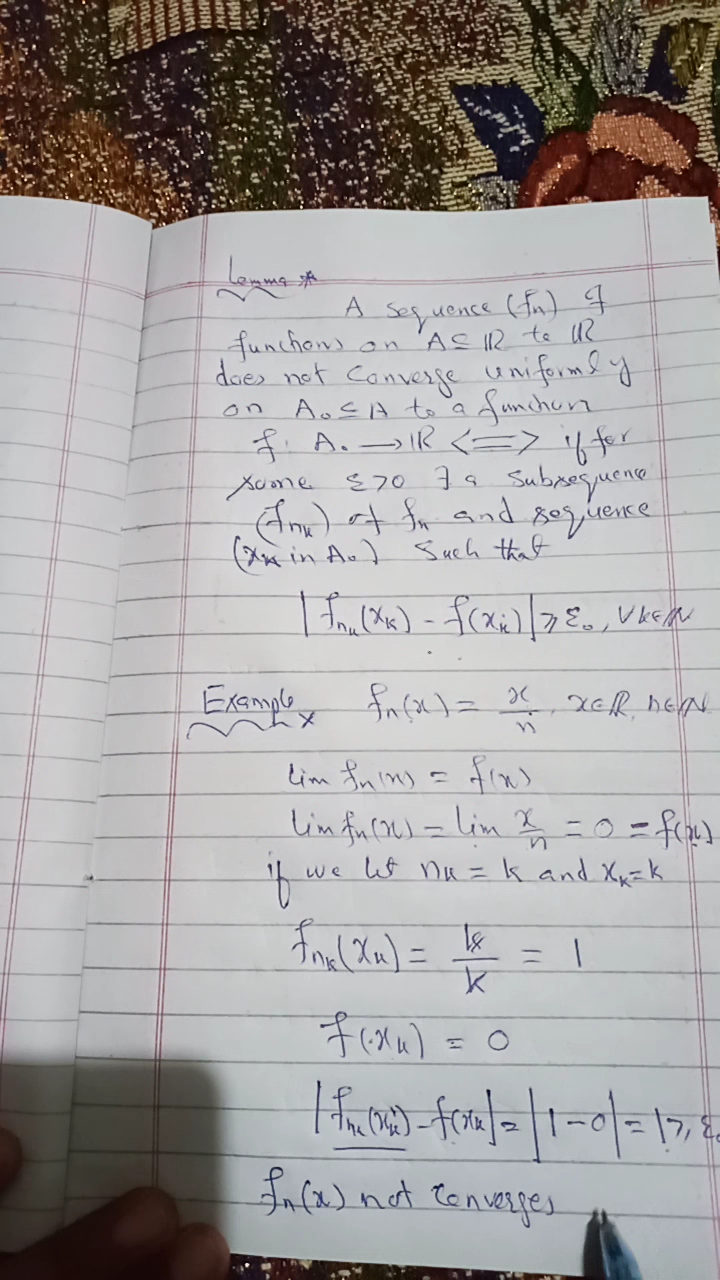 Lemma *
A sequence (fn) of
functions on A ⊆ ℝ to ℝ
does not Converge uniformly
on A₀ ⊆ A to a function
f: A₀ → ℝ <=> if for
some ε>0 ∃ a subsequence
(fnₖ) of fn and sequence
(xₖ in A₀) Such that
|fnₖ(xₖ) - f(xₖ)| ⩾ ε₀, ∀ k∈ℕ
Example x fn(x) = x/n, x∈ℝ, n∈ℕ
lim fn(x) = f(x)
lim fn(x) = lim x/n = 0 = f(x)
if we let nₖ = k and xₖ = k
fnₖ(xₖ) = k/k = 1
f(xₖ) = 0
|fnₖ(xₖ) - f(xₖ| = |1 - 0| = 1 ⩾ ε₀
fn(x) not Converges